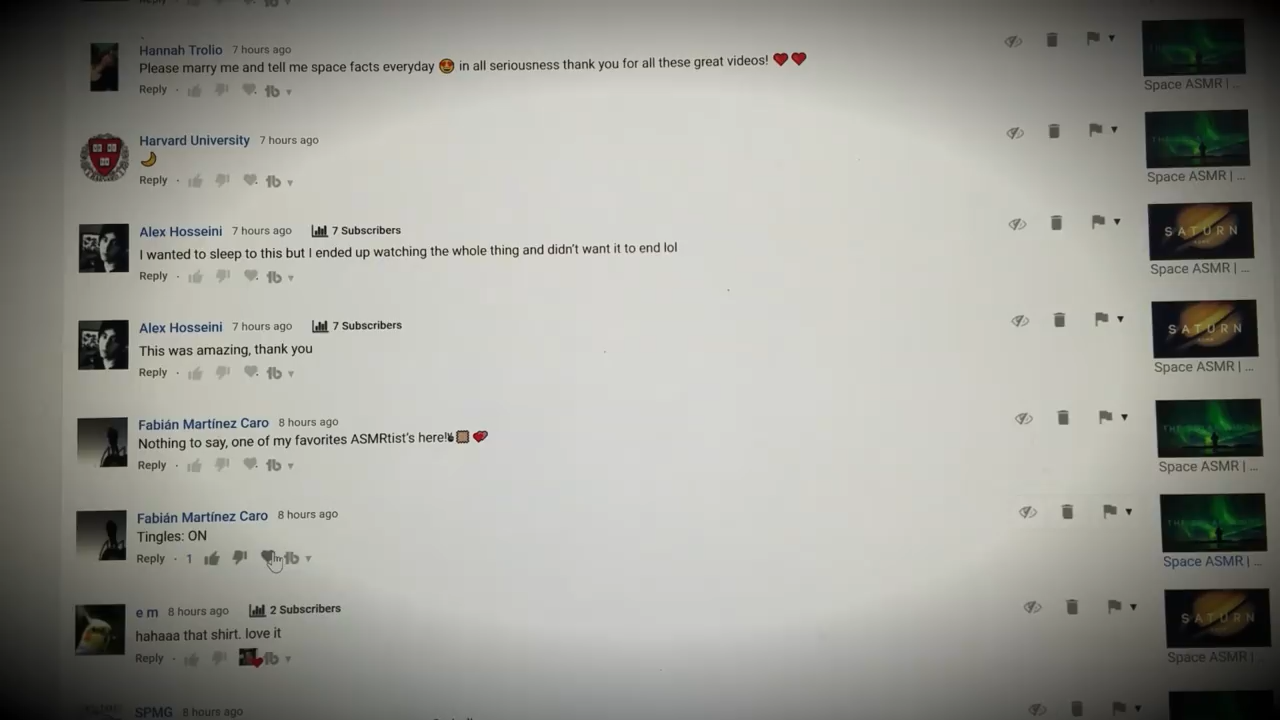 Reply
Hannah Trolio 7 hours ago
Please marry me and tell me space facts everyday 😍 in all seriousness thank you for all these great videos! ❤❤
Reply
Space ASMR | ...
Harvard University 7 hours ago
🌙
Reply
Space ASMR | ...
Alex Hosseini 7 hours ago 7 Subscribers
I wanted to sleep to this but I ended up watching the whole thing and didn't want it to end lol
Reply
SATURN
Space ASMR | ...
Alex Hosseini 7 hours ago 7 Subscribers
This was amazing, thank you
Reply
SATURN
Space ASMR | ...
Fabián Martínez Caro 8 hours ago
Nothing to say, one of my favorites ASMRtist's here!
Reply
Space ASMR | ...
Fabián Martínez Caro 8 hours ago
Tingles: ON
Reply 1
Space ASMR | ...
e m 8 hours ago 2 Subscribers
hahaaa that shirt. love it
Reply
SATURN
Space ASMR | ...
SPMG 8 hours ago